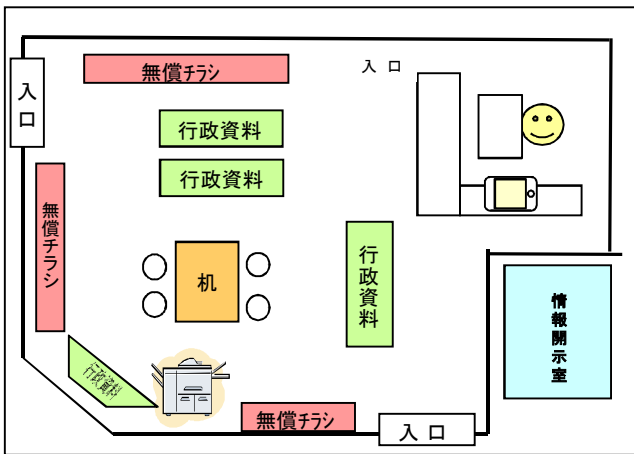 無償チラシ
入 口
入口
行政資料
行政資料
無償チラシ
行政資料
机
情報開示室
行政資料
無償チラシ
入 口